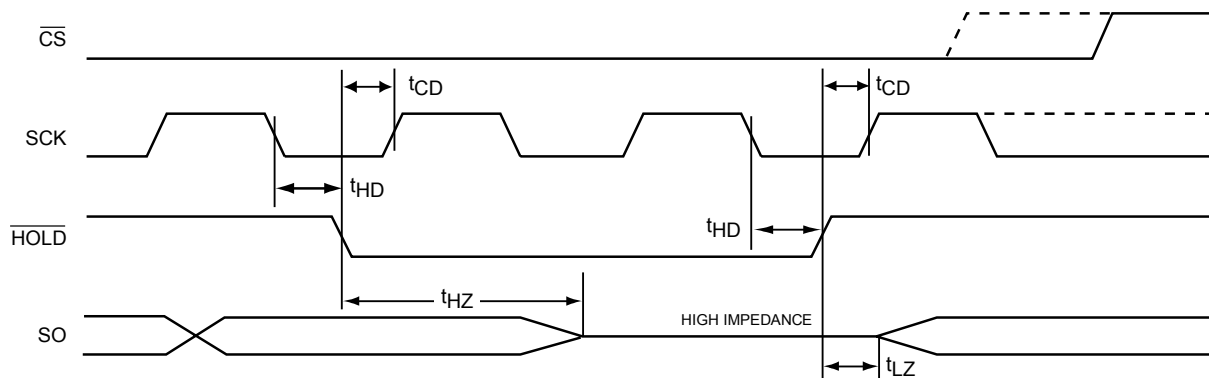 CS
tCD
tCD
SCK
tHD
HOLD
tHD
tHZ
HIGH IMPEDANCE
SO
tLZ